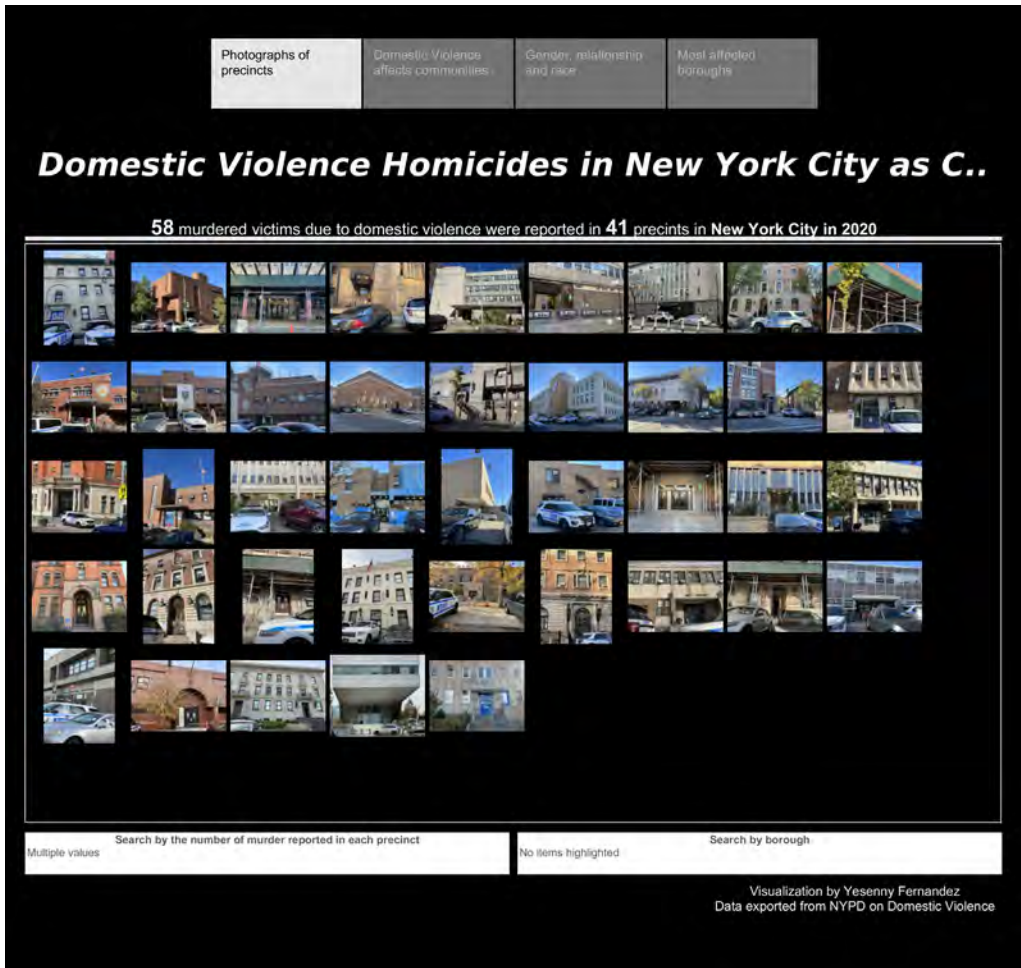 Photographs of
precincts
Domestic Violence
affects communities
Gender, relationship
and race
Most affected
boroughs
Domestic Violence Homicides in New York City as C..
58 murdered victims due to domestic violence were reported in 41 precints in New York City in 2020
Search by the number of murder reported in each precinct
Multiple values
Search by borough
No items highlighted
Visualization by Yesenny Fernandez
Data exported from NYPD on Domestic Violence